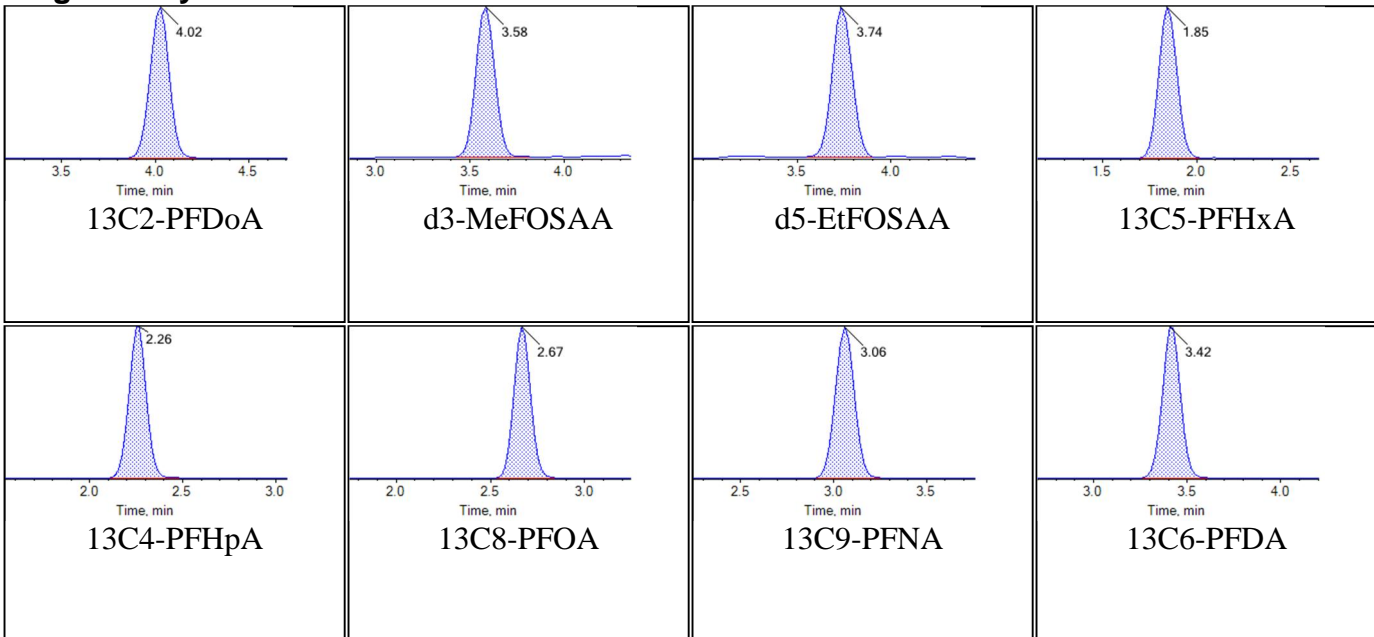 4.02
3.5 4.0 4.5
Time, min
13C2-PFDoA
3.58
3.0 3.5 4.0
Time, min
d3-MeFOSAA
3.74
3.5 4.0
Time, min
d5-EtFOSAA
1.85
1.5 2.0 2.5
Time, min
13C5-PFHxA
2.26
2.0 2.5 3.0
Time, min
13C4-PFHpA
2.67
2.0 2.5 3.0
Time, min
13C8-PFOA
3.06
2.5 3.0 3.5
Time, min
13C9-PFNA
3.42
3.0 3.5 4.0
Time, min
13C6-PFDA